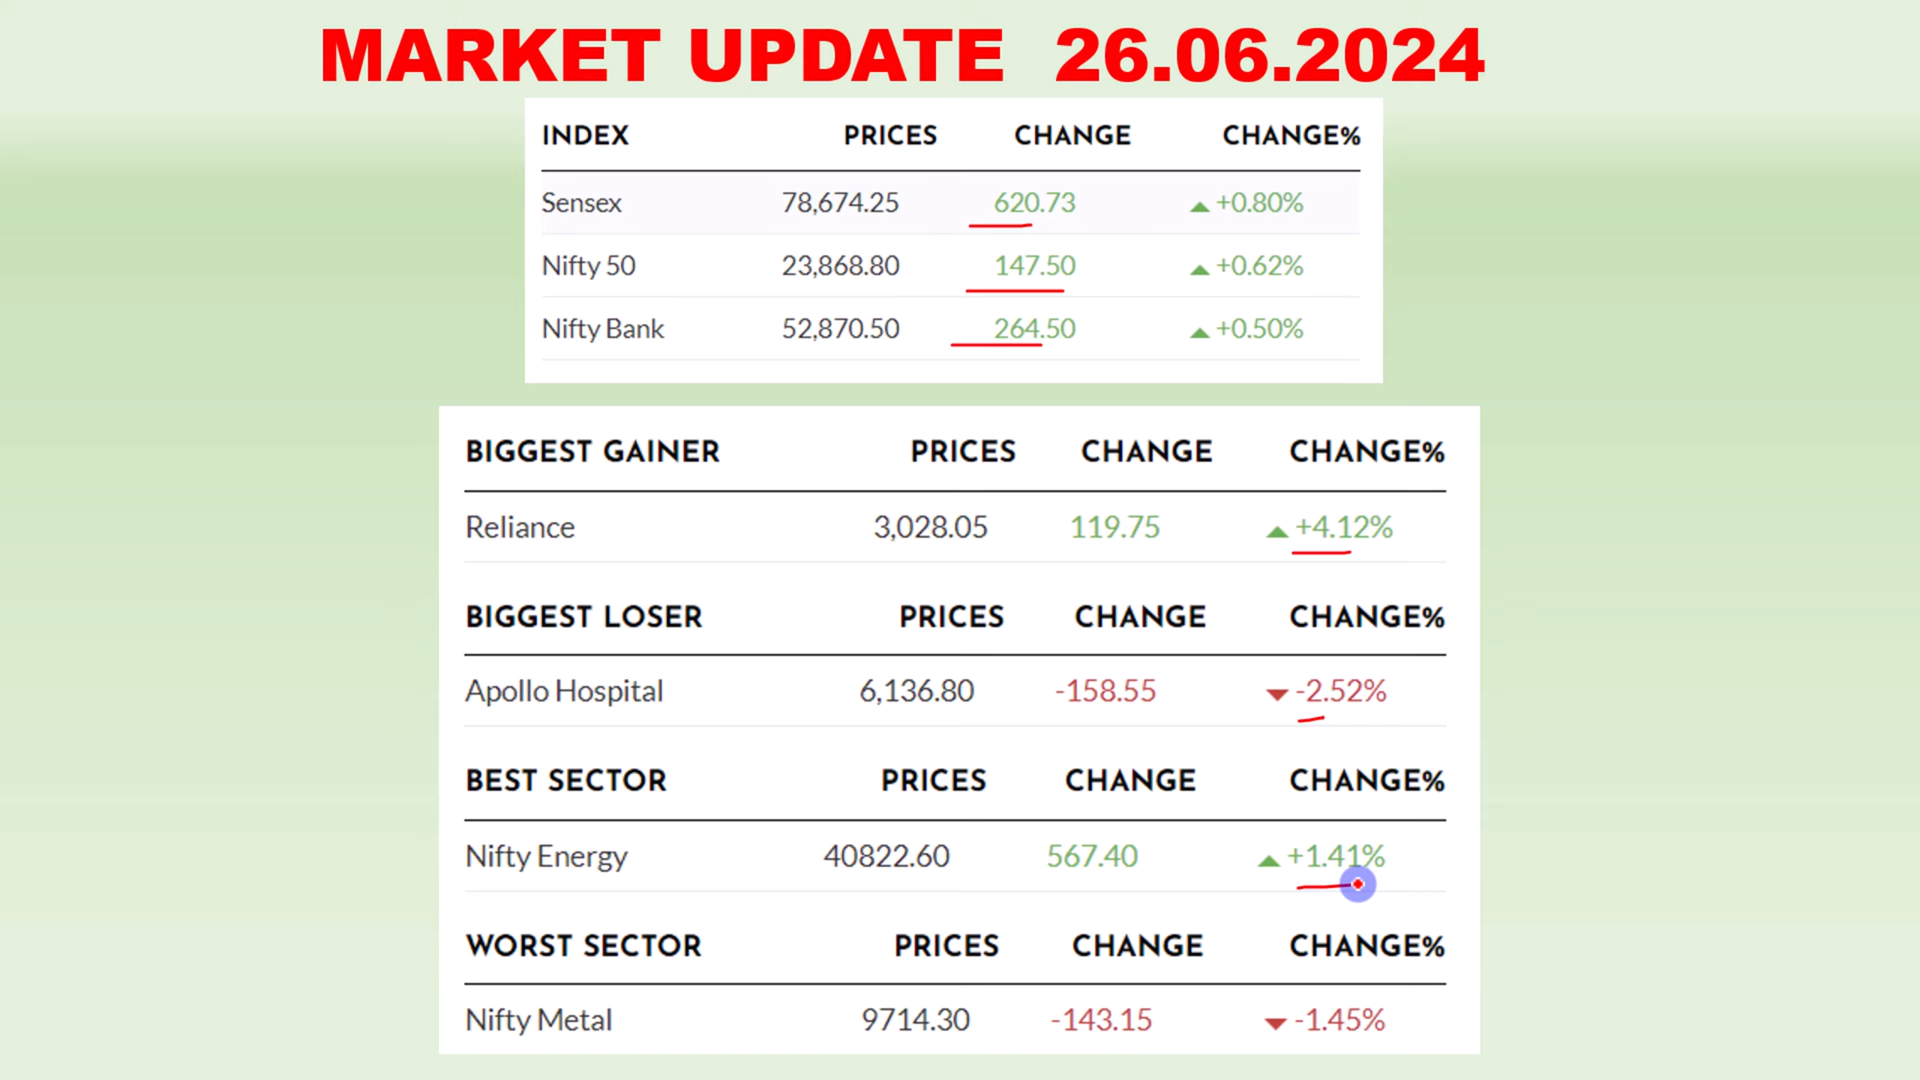 MARKET UPDATE 26.06.2024
INDEX PRICES CHANGE CHANGE%
Sensex 78,674.25 620.73 ▲ +0.80%
Nifty 50 23,868.80 147.50 ▲ +0.62%
Nifty Bank 52,870.50 264.50 ▲ +0.50%
BIGGEST GAINER PRICES CHANGE CHANGE%
Reliance 3,028.05 119.75 ▲ +4.12%
BIGGEST LOSER PRICES CHANGE CHANGE%
Apollo Hospital 6,136.80 -158.55 ▼ -2.52%
BEST SECTOR PRICES CHANGE CHANGE%
Nifty Energy 40822.60 567.40 ▲ +1.41%
WORST SECTOR PRICES CHANGE CHANGE%
Nifty Metal 9714.30 -143.15 ▼ -1.45%